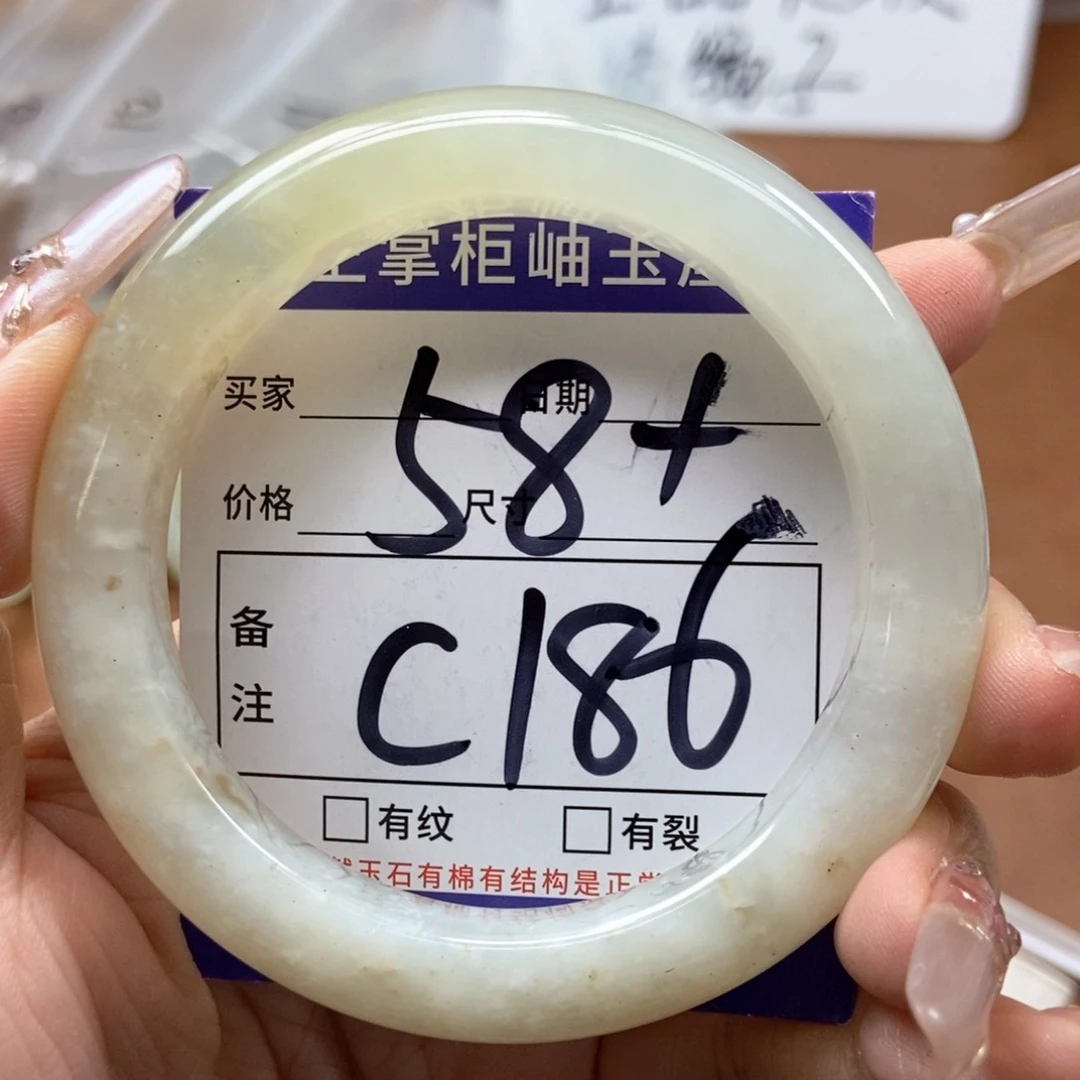 掌柜岫玉
买家 日期
58+
价格 尺寸
备注
C186
有纹 有裂
玉石有棉有结构是正常